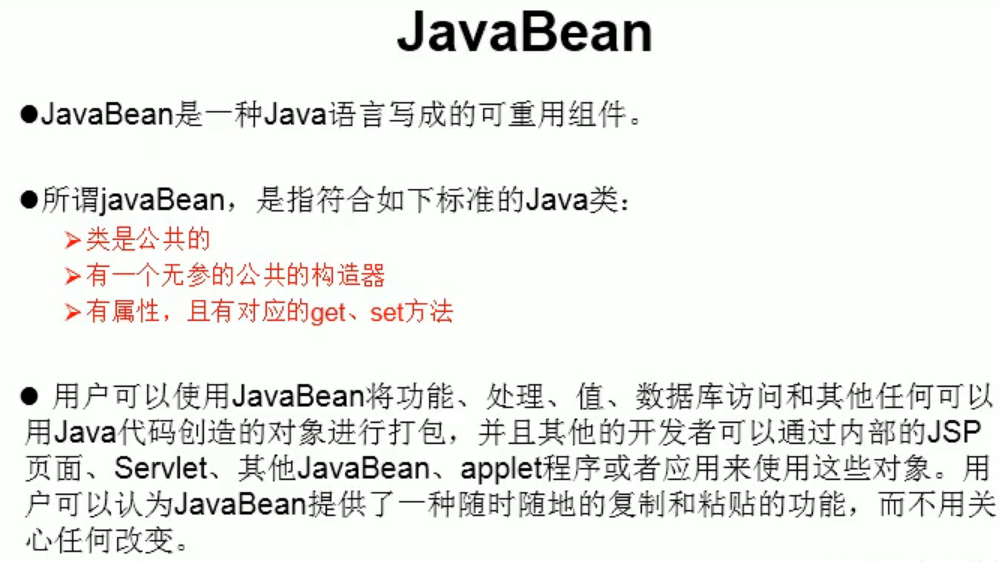 JavaBean
●JavaBean是一种Java语言写成的可重用组件。
●所谓javaBean，是指符合如下标准的Java类：
➢类是公共的
➢有一个无参的公共的构造器
➢有属性，且有对应的get、set方法
● 用户可以使用JavaBean将功能、处理、值、数据库访问和其他任何可以
用Java代码创造的对象进行打包，并且其他的开发者可以通过内部的JSP
页面、Servlet、其他JavaBean、applet程序或者应用来使用这些对象。用
户可以认为JavaBean提供了一种随时随地的复制和粘贴的功能，而不用关
心任何改变。